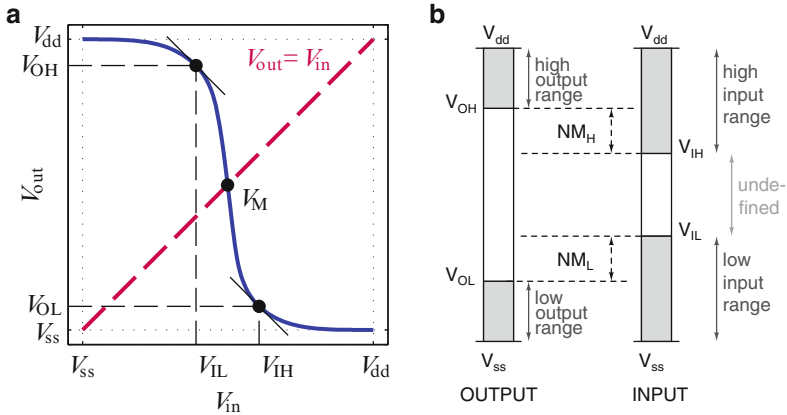 a
V_dd
V_OH
V_out
V_OL
V_ss
V_out = V_in
V_M
V_ss
V_IL
V_IH
V_dd
V_in
b
V_dd
V_dd
high
output
range
high
input
range
V_OH
NM_H
V_IH
unde-
fined
V_IL
NM_L
V_OL
low
output
range
low
input
range
V_ss
V_ss
OUTPUT
INPUT